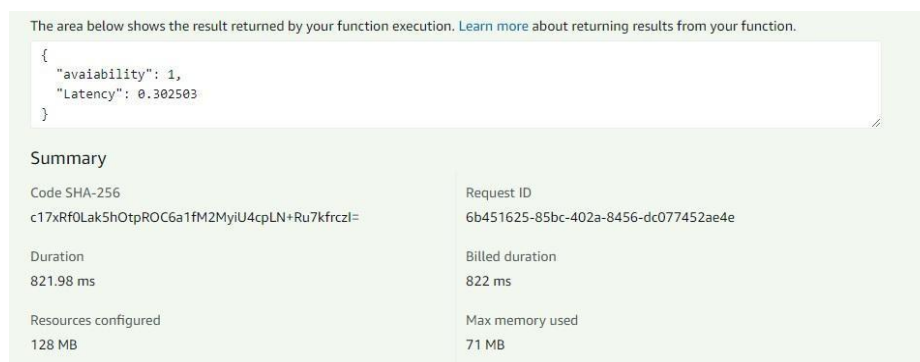 The area below shows the result returned by your function execution. Learn more about returning results from your function.
{
"avaiability": 1,
"Latency": 0.302503
}
Summary
Code SHA-256
c17xRf0Lak5hOtpROC6a1fM2MyiU4cpLN+Ru7kfrczI=
Request ID
6b451625-85bc-402a-8456-dc077452ae4e
Duration
821.98 ms
Billed duration
822 ms
Resources configured
128 MB
Max memory used
71 MB